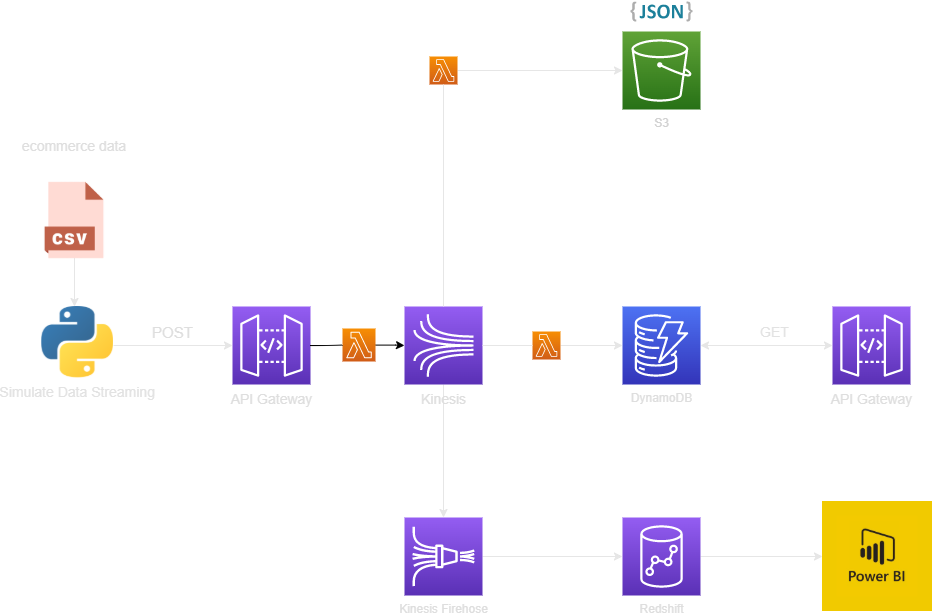 {JSON}
S3
ecommerce data
CSV
POST
GET
</>
</>
Simulate Data Streaming
API Gateway
Kinesis
DynamoDB
API Gateway
Power BI
Kinesis Firehose
Redshift